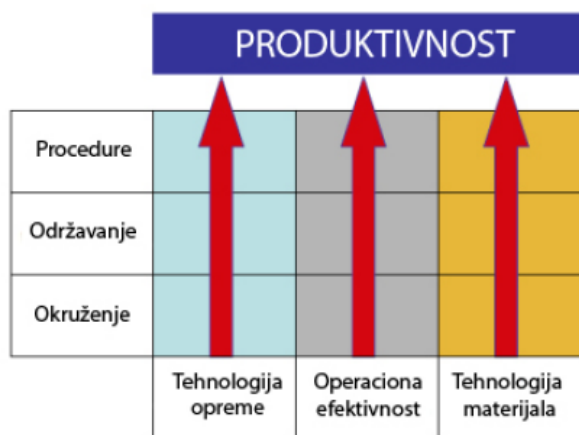 PRODUKTIVNOST
Procedure
Održavanje
Okruženje
Tehnologija
opreme
Operaciona
efektivnost
Tehnologija
materijala